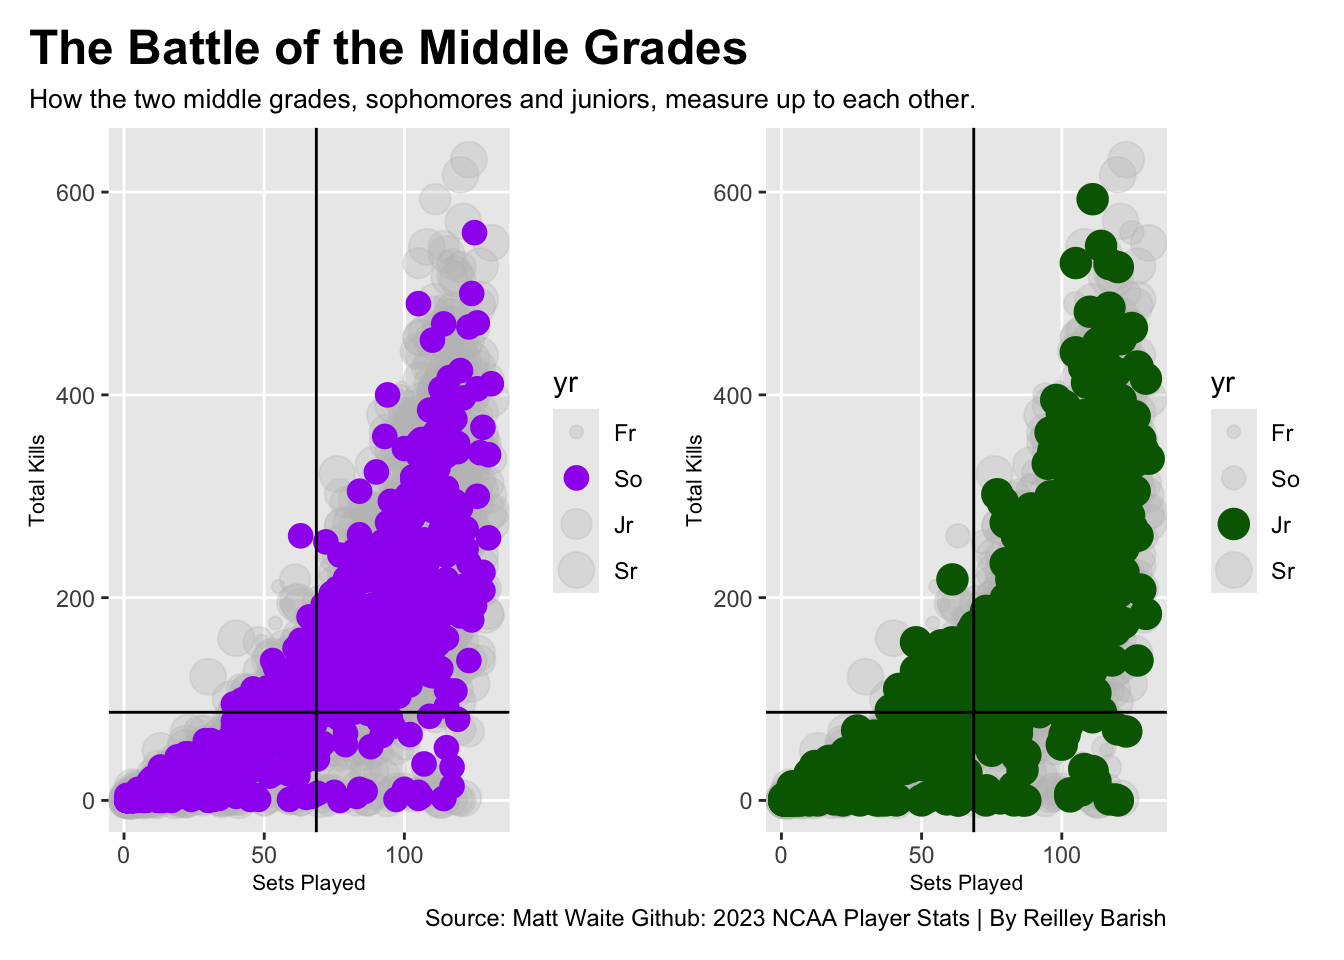 The Battle of the Middle Grades
How the two middle grades, sophomores and juniors, measure up to each other.
600
400
200
0
Total Kills
0 50 100
Sets Played
yr
Fr
So
Jr
Sr
600
400
200
0
Total Kills
0 50 100
Sets Played
yr
Fr
So
Jr
Sr
Source: Matt Waite Github: 2023 NCAA Player Stats | By Reilley Barish